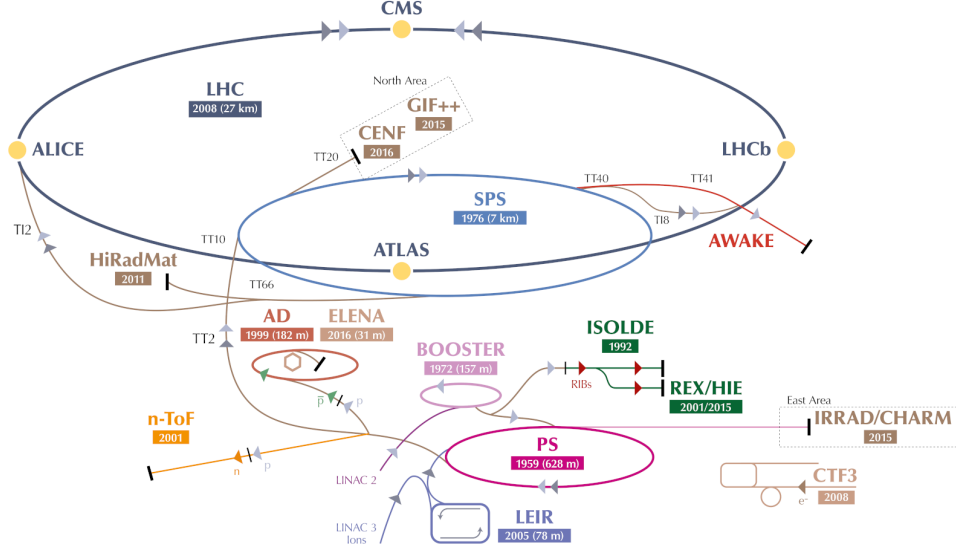 CMS
LHC
2008 (27 km)
North Area
GIF++
2015
CENF
2016
TT20
ALICE
LHCb
TT40
TT41
SPS
1976 (7 km)
TI8
TI2
TT10
AWAKE
ATLAS
HiRadMat
2011
TT66
AD
1999 (182 m)
ELENA
2016 (31 m)
TT2
ISOLDE
1992
BOOSTER
1972 (157 m)
RIBs
REX/HIE
2001/2015
p̅
p
East Area
n-ToF
2001
IRRAD/CHARM
2015
PS
1959 (628 m)
n
p
LINAC 2
CTF3
2008
e-
LINAC 3
Ions
LEIR
2005 (78 m)